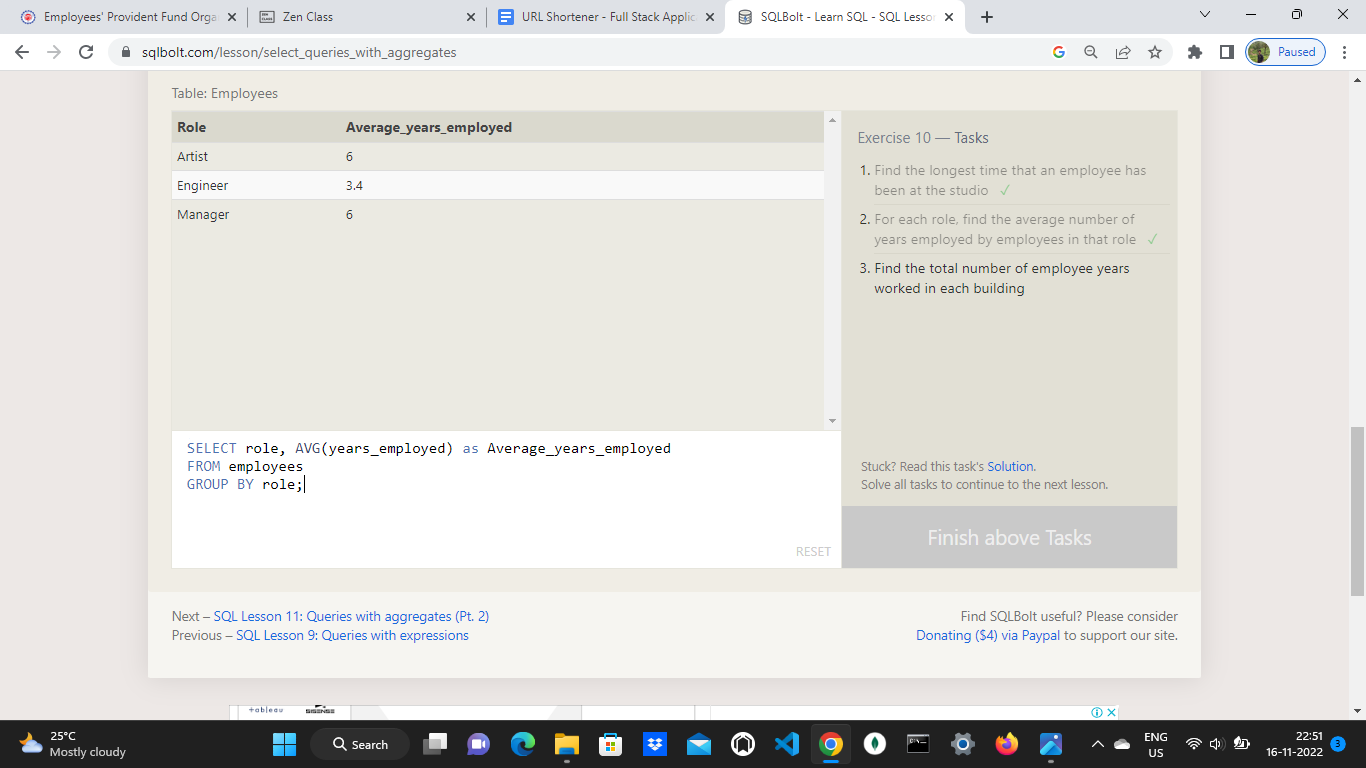 Employees' Provident Fund Orga
Zen Class
URL Shortener - Full Stack Applic
SQLBolt - Learn SQL - SQL Lesso
sqlbolt.com/lesson/select_queries_with_aggregates
Paused
Table: Employees
Role Average_years_employed
Artist 6
Engineer 3.4
Manager 6
SELECT role, AVG(years_employed) as Average_years_employed
FROM employees
GROUP BY role;
RESET
Exercise 10 — Tasks
1. Find the longest time that an employee has
been at the studio ✓
2. For each role, find the average number of
years employed by employees in that role ✓
3. Find the total number of employee years
worked in each building
Stuck? Read this task's Solution.
Solve all tasks to continue to the next lesson.
Finish above Tasks
Next – SQL Lesson 11: Queries with aggregates (Pt. 2)
Previous – SQL Lesson 9: Queries with expressions
Find SQLBolt useful? Please consider
Donating ($4) via Paypal to support our site.
+ableau
SISENSE
25°C
Mostly cloudy
Search
ENG
US
22:51
16-11-2022
3